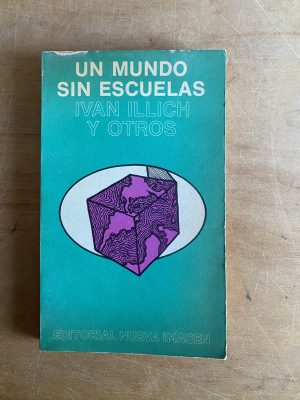 UN MUNDO
SIN ESCUELAS
IVAN ILLICH
Y OTROS
EDITORIAL NUEVA IMAGEN